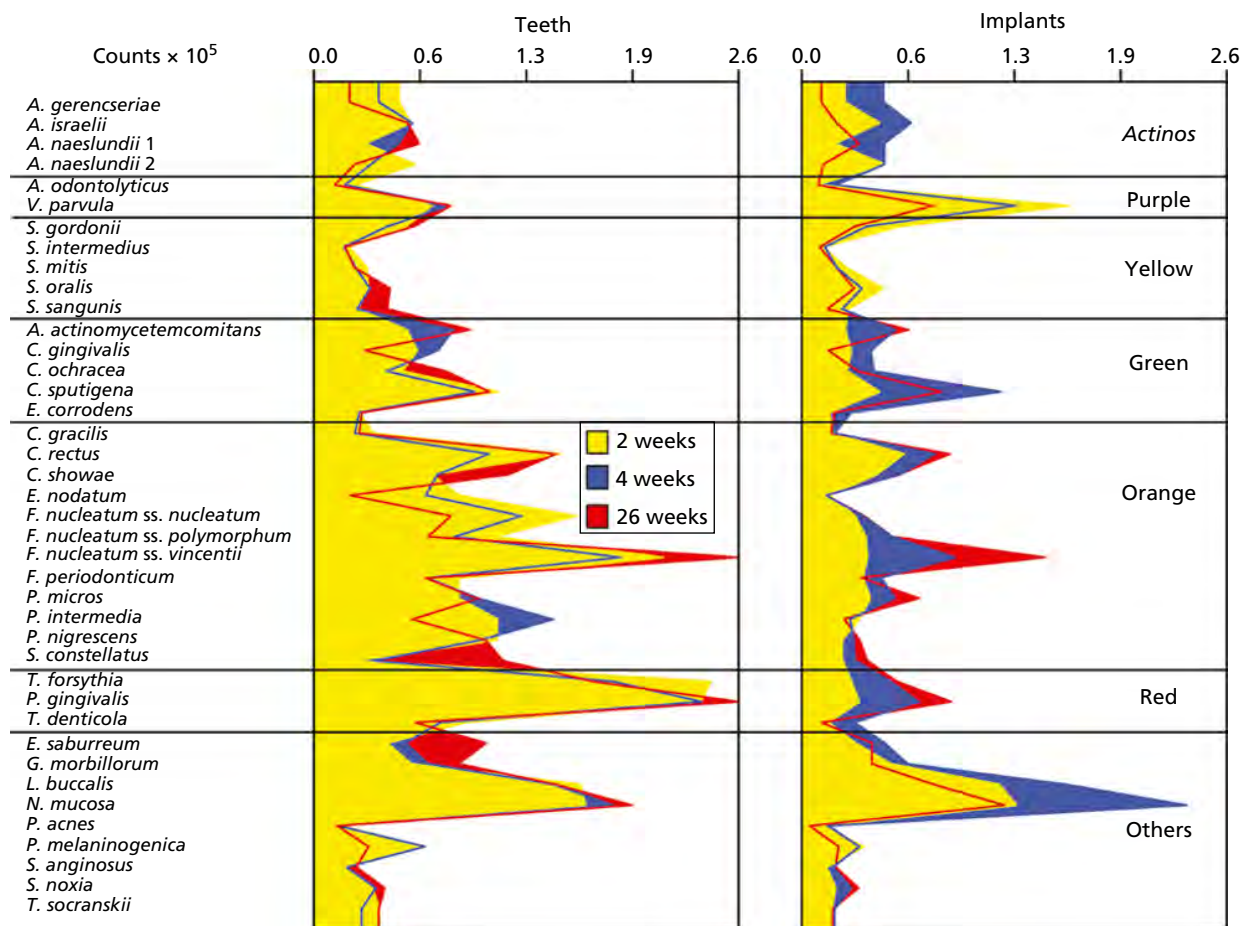 Teeth
Implants
Counts × 10⁵
0.0 0.6 1.3 1.9 2.6
0.0 0.6 1.3 1.9 2.6
A. gerencseriae
A. israelii
A. naeslundii 1
A. naeslundii 2
Actinos
A. odontolyticus
V. parvula
Purple
S. gordonii
S. intermedius
S. mitis
S. oralis
S. sangunis
Yellow
A. actinomycetemcomitans
C. gingivalis
C. ochracea
C. sputigena
E. corrodens
Green
C. gracilis
C. rectus
C. showae
E. nodatum
F. nucleatum ss. nucleatum
F. nucleatum ss. polymorphum
F. nucleatum ss. vincentii
F. periodonticum
P. micros
P. intermedia
P. nigrescens
S. constellatus
2 weeks
4 weeks
26 weeks
Orange
T. forsythia
P. gingivalis
T. denticola
Red
E. saburreum
G. morbillorum
L. buccalis
N. mucosa
P. acnes
P. melaninogenica
S. anginosus
S. noxia
T. socranskii
Others